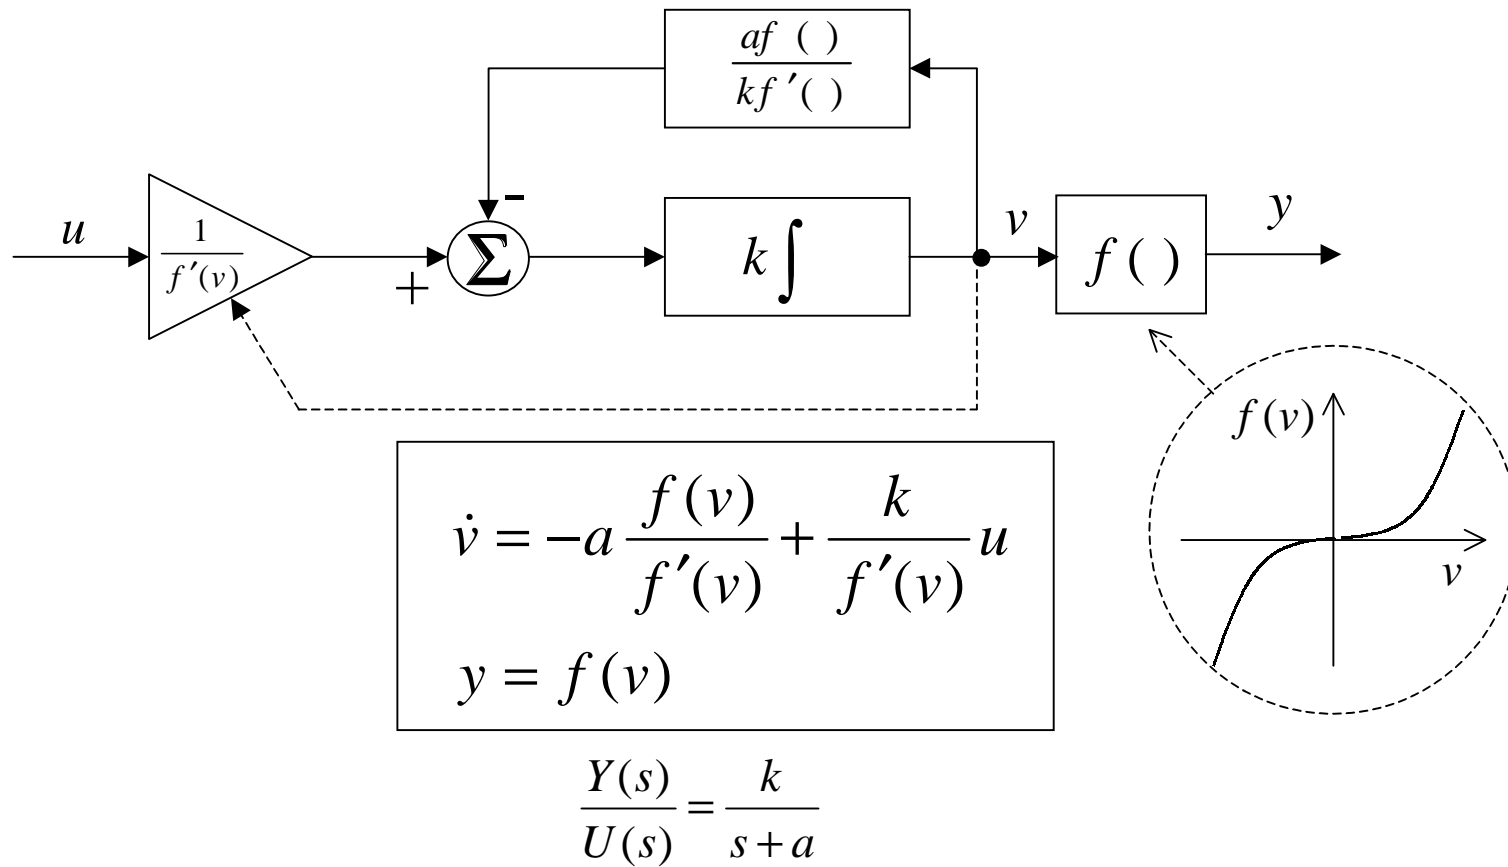 af ( )
kf ′( )
u
1
f ′(v)
+
-
Σ
k∫
v
f ( )
y
f (v)
v
v̇ = −a f (v)/f ′(v) + k/f ′(v) u
y = f (v)
Y(s)/U(s) = k/(s + a)